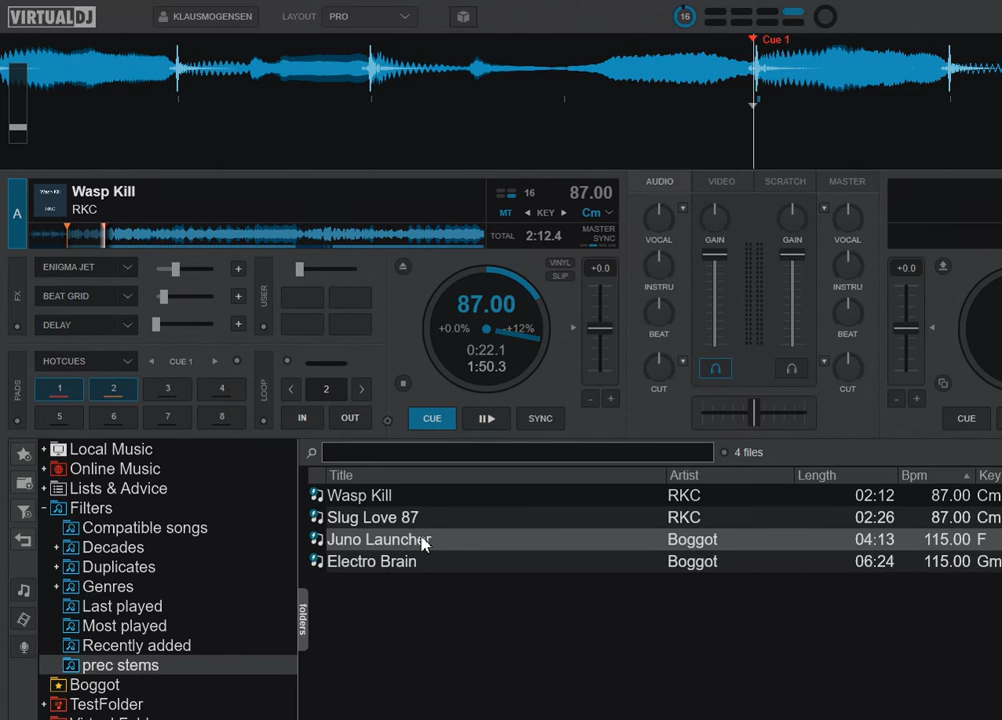 VIRTUALDJ
KLAUSMOGENSEN
LAYOUT PRO
16
Cue 1
A
Wasp Kill
RKC
16 87.00
MT KEY Cm
TOTAL 2:12.4 MASTER SYNC
AUDIO VIDEO SCRATCH MASTER
VOCAL GAIN GAIN VOCAL
INSTRU INSTRU
BEAT BEAT
CUT CUT
FX
ENIGMA JET +
BEAT GRID +
DELAY +
USER
VINYL
SLIP
+0.0
87.00
+0.0% +12%
0:22.1
1:50.3
- +
+0.0
- +
PADS
HOTCUES CUE 1
1 2 3 4
5 6 7 8
LOOP
2
IN OUT
CUE SYNC
CUE
4 files
Local Music
Online Music
Lists & Advice
Filters
Compatible songs
Decades
Duplicates
Genres
Last played
Most played
Recently added
prec stems
Boggot
TestFolder
folders
Title Artist Length Bpm Key
Wasp Kill RKC 02:12 87.00 Cm
Slug Love 87 RKC 02:26 87.00 Cm
Juno Launcher Boggot 04:13 115.00 F
Electro Brain Boggot 06:24 115.00 Gm